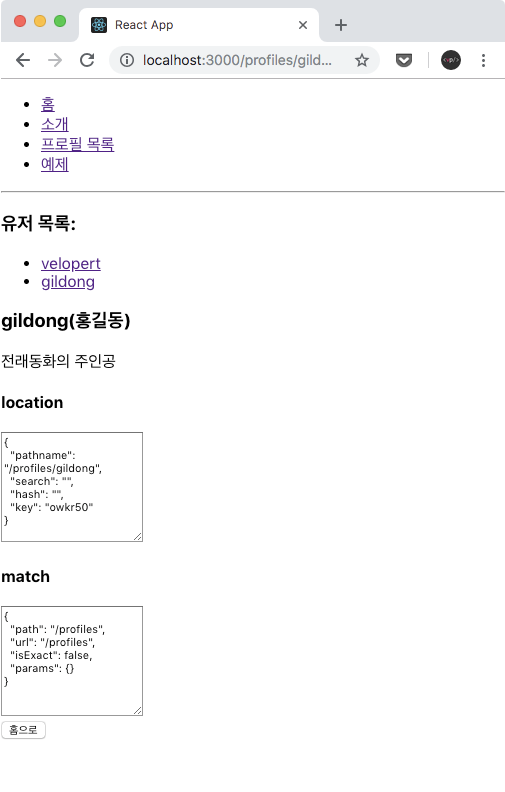 React App
localhost:3000/profiles/gild...
홈
소개
프로필 목록
예제
유저 목록:
velopert
gildong
gildong(홍길동)
전래동화의 주인공
location
{
"pathname":
"/profiles/gildong",
"search": "",
"hash": "",
"key": "owkr50"
}
match
{
"path": "/profiles",
"url": "/profiles",
"isExact": false,
"params": {}
}
홈으로